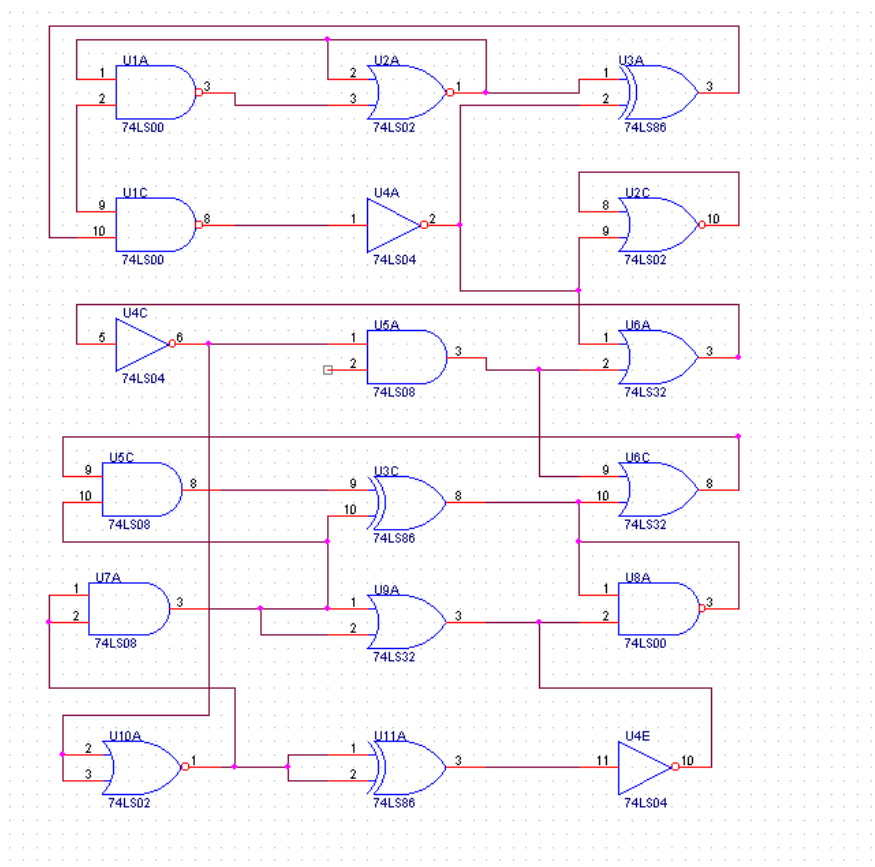 U1A U2A U3A
1 3 2 1 1 3
2 3 2
74LS00 74LS02 74LS86
U1C U4A U2C
9 8 1 2 8 10
10 9
74LS00 74LS04 74LS02
U4C U5A U6A
5 6 1 3 1 3
2 2
74LS04 74LS08 74LS32
U5C U3C U6C
9 8 9 8 9 8
10 10 10
74LS08 74LS86 74LS32
U7A U9A U8A
1 3 1 3 1 3
2 2 2
74LS08 74LS32 74LS00
U10A U11A U4E
2 1 1 3 11 10
3 2
74LS02 74LS86 74LS04